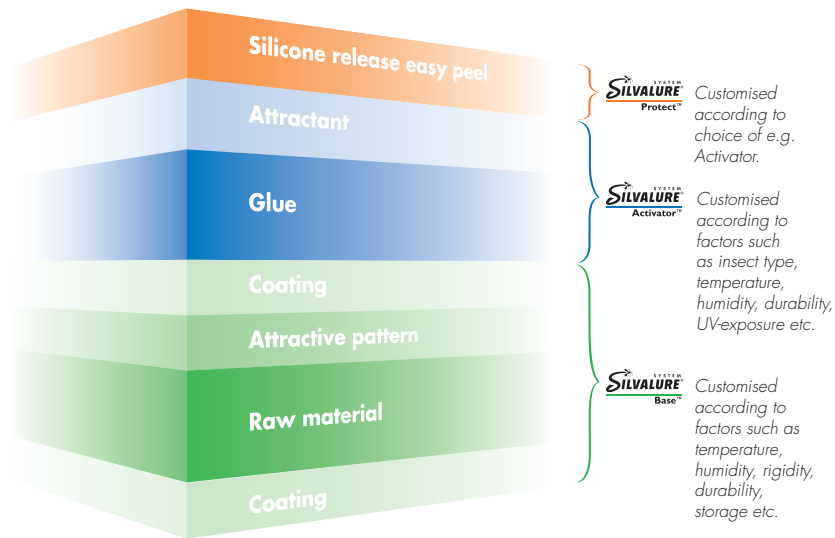 Silicone release easy peel
Attractant
Glue
Coating
Attractive pattern
Raw material
Coating
SYSTEM
SILVALURE®
Protect™
Customised
according to
choice of e.g.
Activator.
SYSTEM
SILVALURE®
Activator™
Customised
according to
factors such
as insect type,
temperature,
humidity, durability,
UV-exposure etc.
SYSTEM
SILVALURE®
Base™
Customised
according to
factors such as
temperature,
humidity, rigidity,
durability,
storage etc.